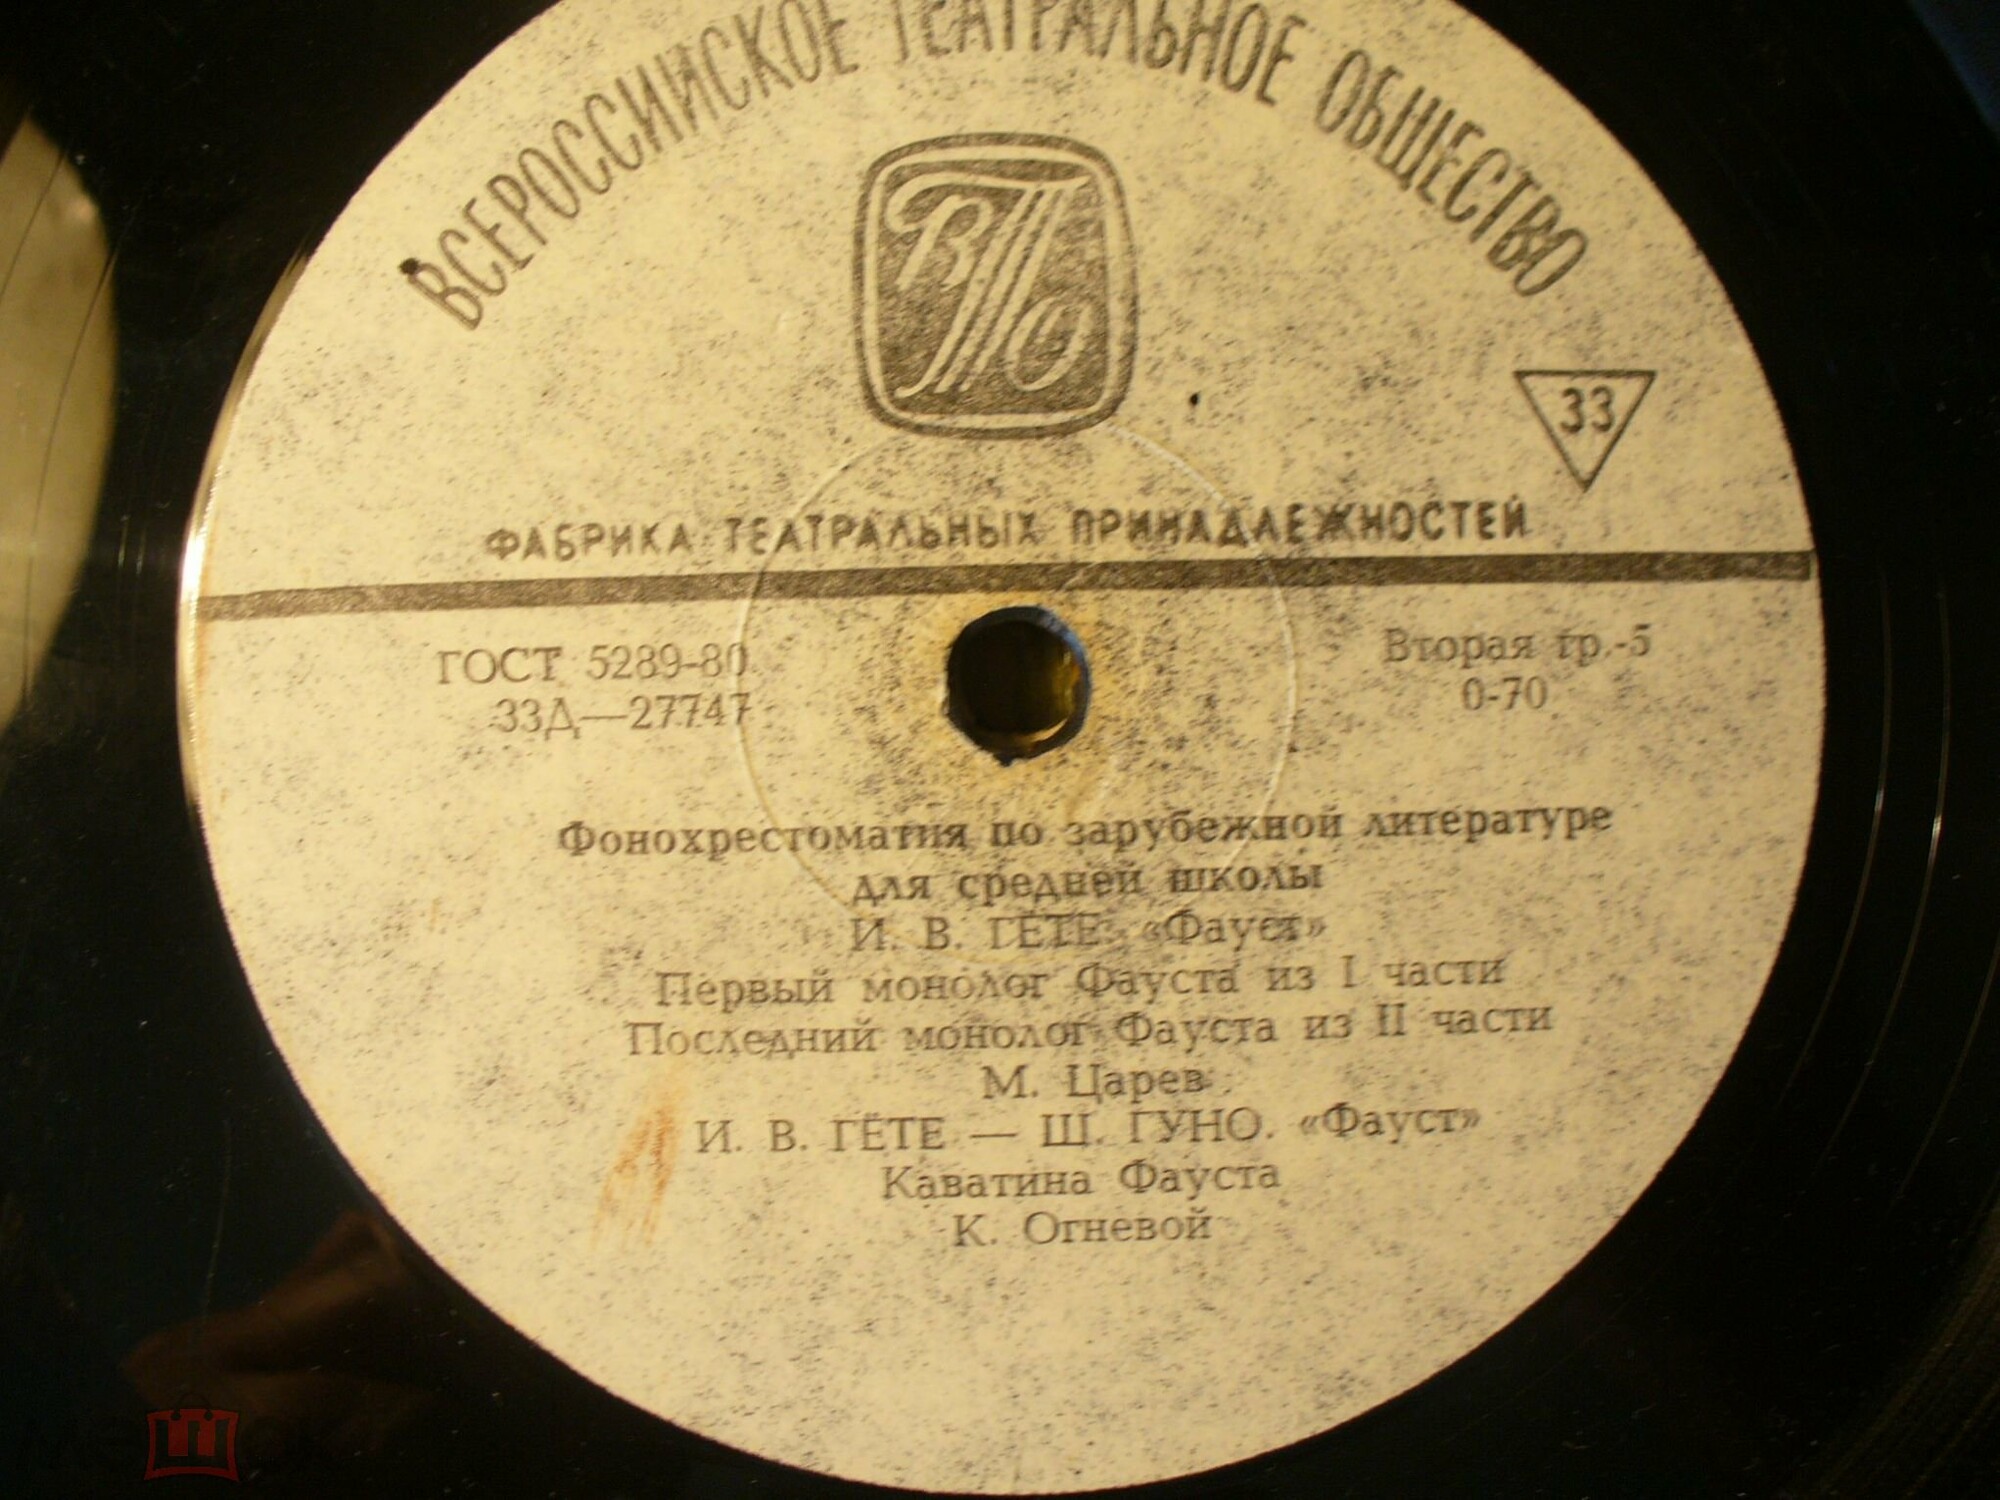 ВСЕРОССИЙСКОЕ ТЕАТРАЛЬНОЕ ОБЩЕСТВО
ВТО
33
ФАБРИКА ТЕАТРАЛЬНЫХ ПРИНАДЛЕЖНОСТЕЙ
ГОСТ 5289-80
33Д—27747
Вторая гр.-5
0-70
Фонохрестоматия по зарубежной литературе
для средней школы
И. В. ГЁТЕ «Фауст»
Первый монолог Фауста из I части
Последний монолог Фауста из II части
М. Царев
И. В. ГЁТЕ — Ш. ГУНО. «Фауст»
Каватина Фауста
К. Огневой